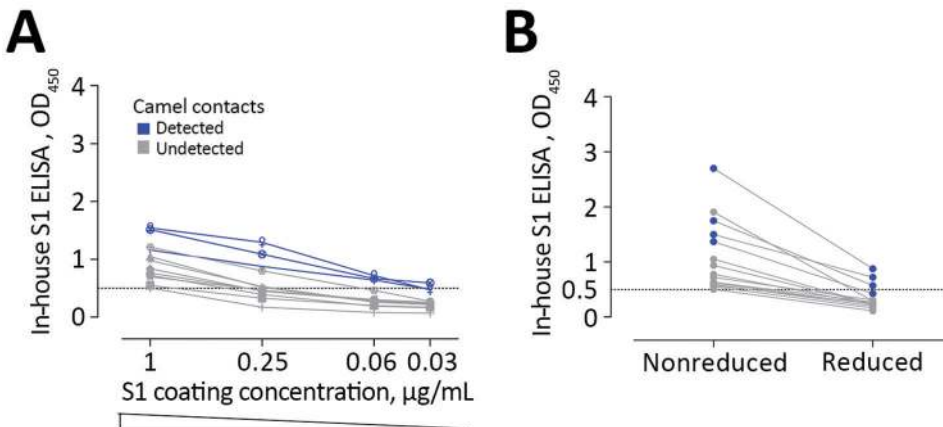 A
In-house S1 ELISA , OD450
4
3
2
1
0
Camel contacts
Detected
Undetected
1 0.25 0.06 0.03
S1 coating concentration, µg/mL
B
In-house S1 ELISA , OD450
4
3
2
1
0.5
0
Nonreduced Reduced